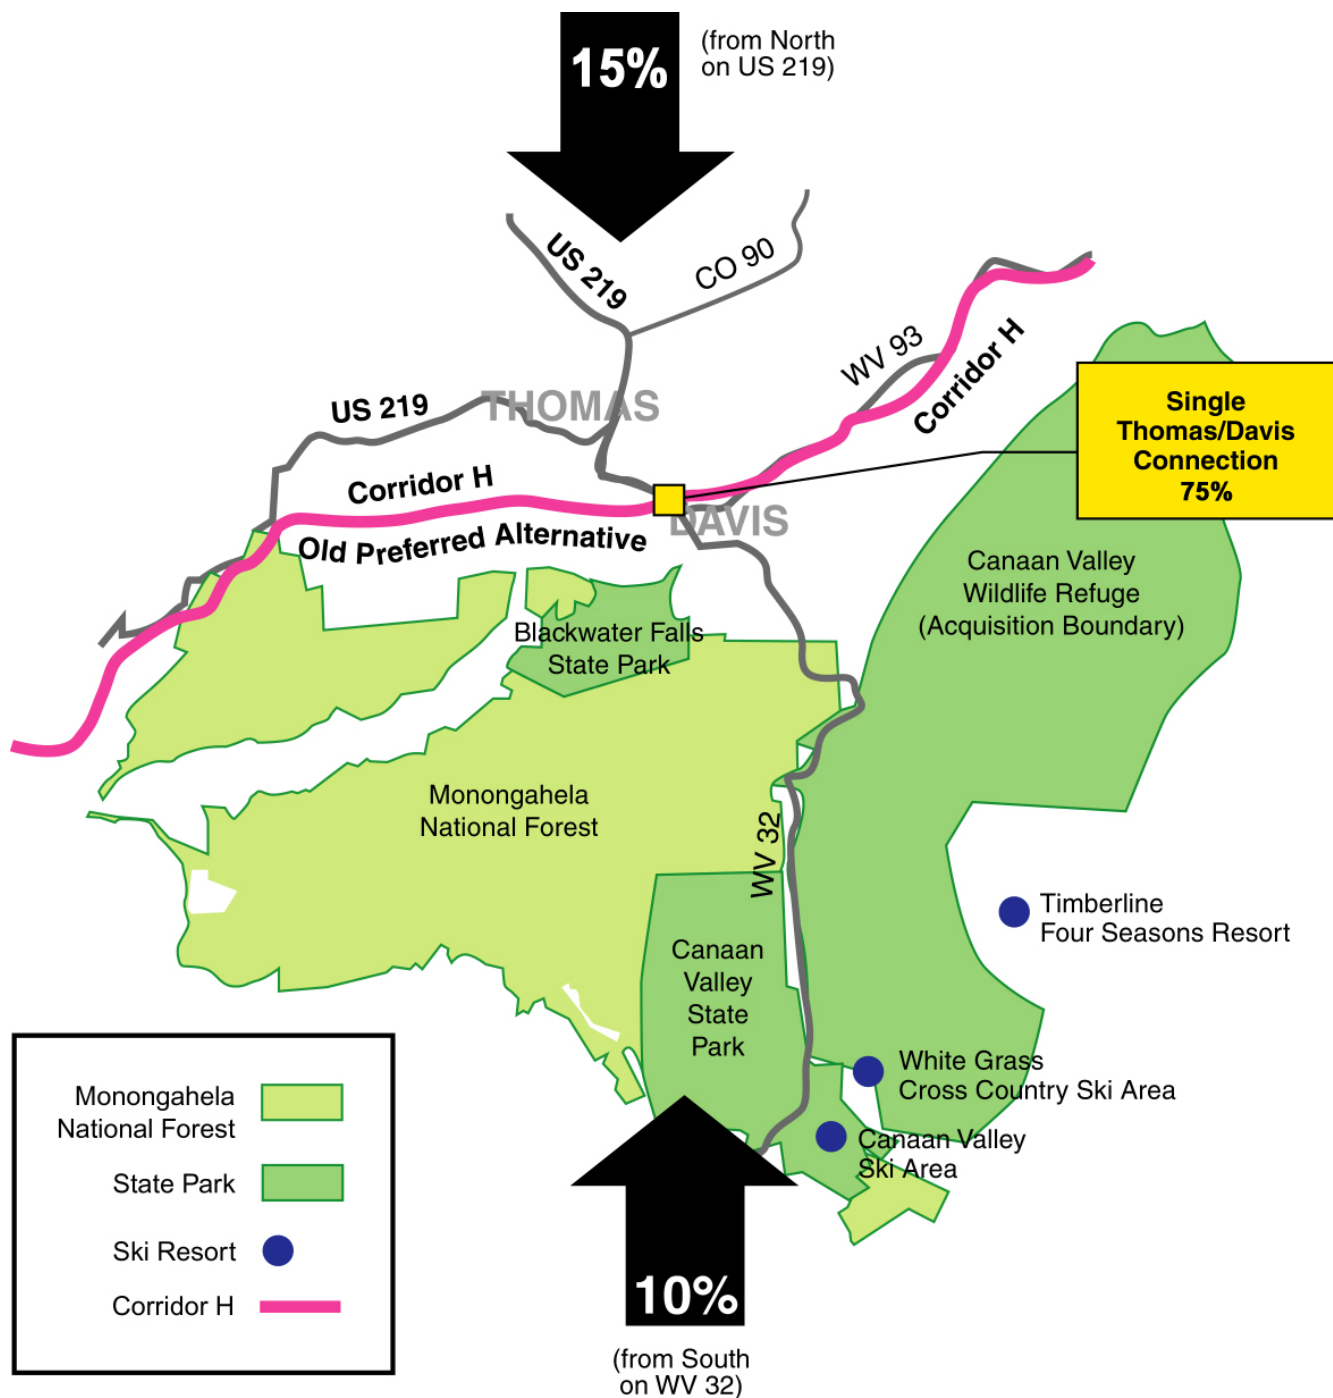 15%
(from North
on US 219)
US 219
CO 90
WV 93
Corridor H
THOMAS
US 219
Single
Thomas/Davis
Connection
75%
Corridor H
DAVIS
Old Preferred Alternative
Canaan Valley
Wildlife Refuge
(Acquisition Boundary)
Blackwater Falls
State Park
Monongahela
National Forest
WV 32
Timberline
Four Seasons Resort
Canaan
Valley
State
Park
White Grass
Cross Country Ski Area
Canaan Valley
Ski Area
Monongahela
National Forest
State Park
Ski Resort
Corridor H
10%
(from South
on WV 32)